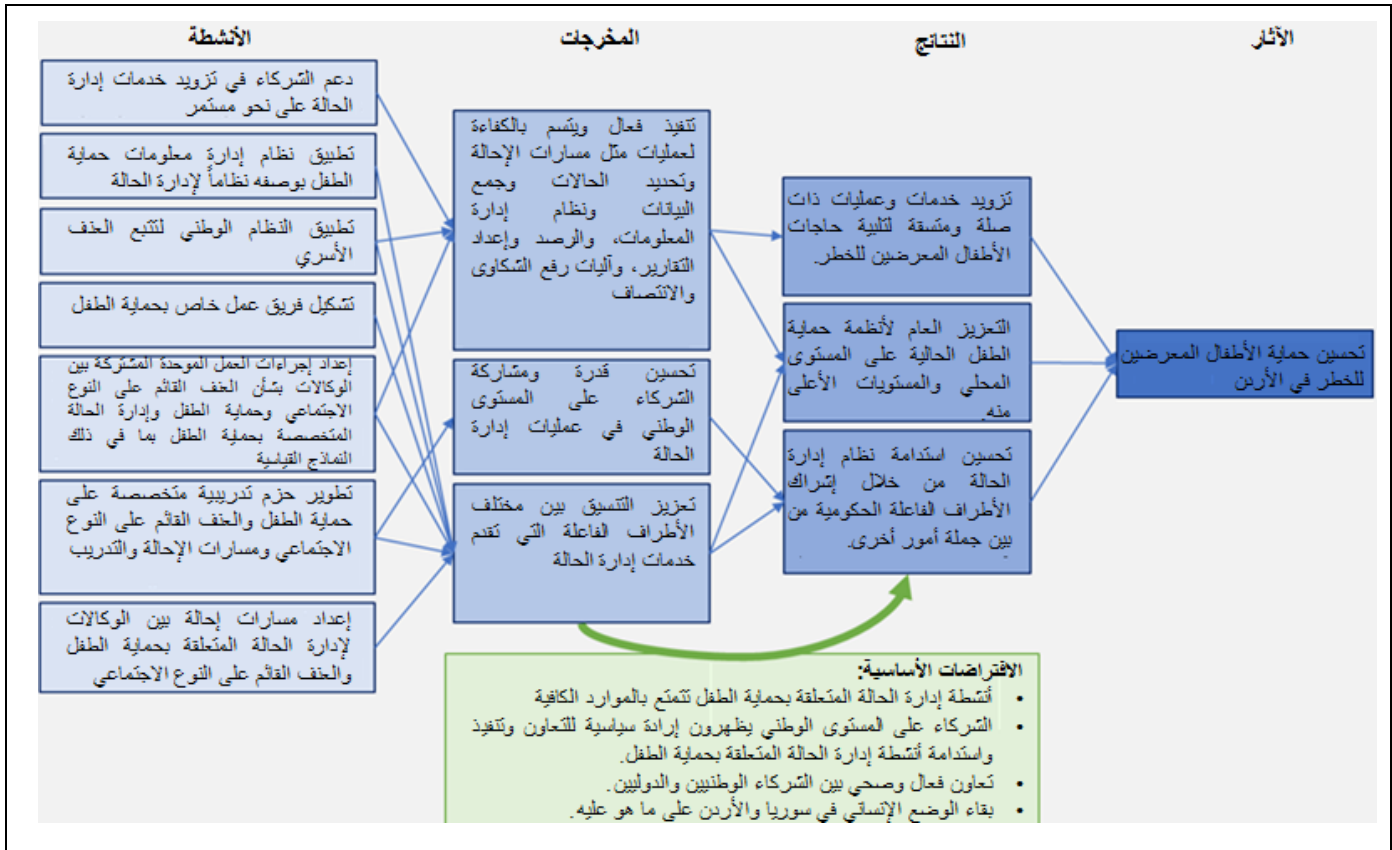 الأنشطة
المخرجات
النتائج
الآثار
دعم الشركاء في تزويد خدمات إدارة
الحالة على نحو مستمر
تطبيق نظام إدارة معلومات حماية
الطفل بوصفه نظاماً لإدارة الحالة
تطبيق النظام الوطني لتتبع العنف
الأسري
تشكيل فريق عمل خاص بحماية الطفل
إعداد إجراءات العمل الموحدة المشتركة بين
الوكالات بشأن العنف القائم على النوع
الاجتماعي وحماية الطفل وإدارة الحالة
المتخصصة بحماية الطفل بما في ذلك
النماذج القياسية
تطوير حزم تدريبية متخصصة على
حماية الطفل والعنف القائم على النوع
الاجتماعي ومسارات الإحالة والتدريب
إعداد مسارات إحالة بين الوكالات
لإدارة الحالة المتعلقة بحماية الطفل
والعنف القائم على النوع الاجتماعي
تنفيذ فعال ويتسم بالكفاءة
لعمليات مثل مسارات الإحالة
وتحديد الحالات وجمع
البيانات ونظام إدارة
المعلومات، والرصد وإعداد
التقارير، وآليات رفع الشكاوى
والانتصاف
تحسين قدرة ومشاركة
الشركاء على المستوى
الوطني في عمليات إدارة
الحالة
تعزيز التنسيق بين مختلف
الأطراف الفاعلة التي تقدم
خدمات إدارة الحالة
تزويد خدمات وعمليات ذات
صلة ومتسقة لتلبية حاجات
الأطفال المعرضين للخطر.
التعزيز العام لأنظمة حماية
الطفل الحالية على المستوى
المحلي والمستويات الأعلى
منه.
تحسين استدامة نظام إدارة
الحالة من خلال إشراك
الأطراف الفاعلة الحكومية من
بين جملة أمور أخرى.
تحسين حماية الأطفال المعرضين
للخطر في الأردن
الافتراضات الأساسية:
• أنشطة إدارة الحالة المتعلقة بحماية الطفل تتمتع بالموارد الكافية
• الشركاء على المستوى الوطني يظهرون إرادة سياسية للتعاون وتنفيذ
واستدامة أنشطة إدارة الحالة المتعلقة بحماية الطفل.
• تعاون فعال وصحي بين الشركاء الوطنيين والدوليين.
• بقاء الوضع الإنساني في سوريا والأردن على ما هو عليه.